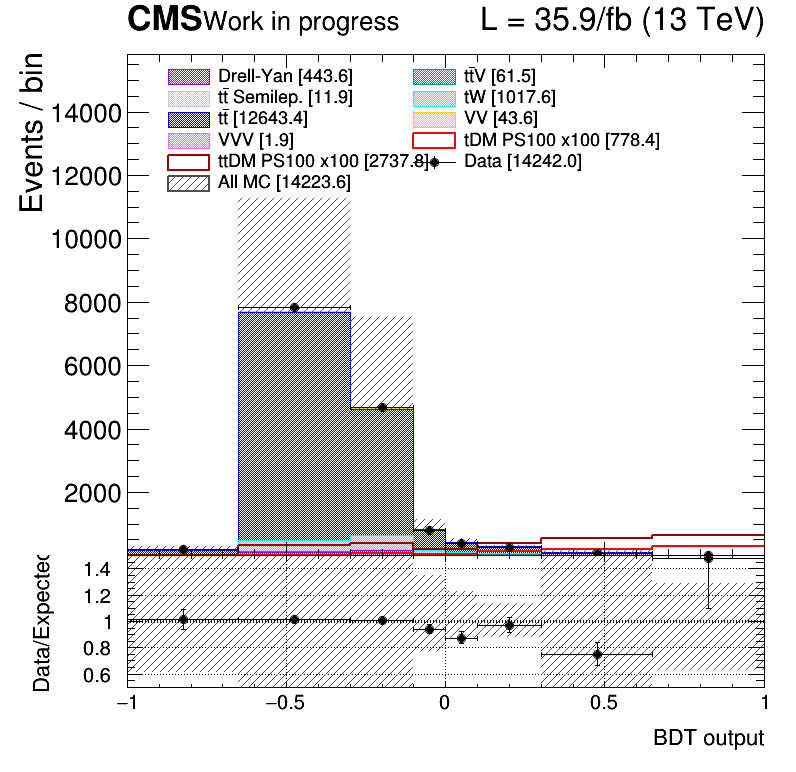 CMS Work in progress L = 35.9/fb (13 TeV)
Events / bin
Drell-Yan [443.6] tt̄V [61.5]
tt̄ Semilep. [11.9] tW [1017.6]
tt̄ [12643.4] VV [43.6]
VVV [1.9] tDM PS100 x100 [778.4]
ttDM PS100 x100 [2737.8] Data [14242.0]
All MC [14223.6]
14000
12000
10000
8000
6000
4000
2000
Data/Expected
1.4
1.2
1
0.8
0.6
−1 −0.5 0 0.5 1
BDT output